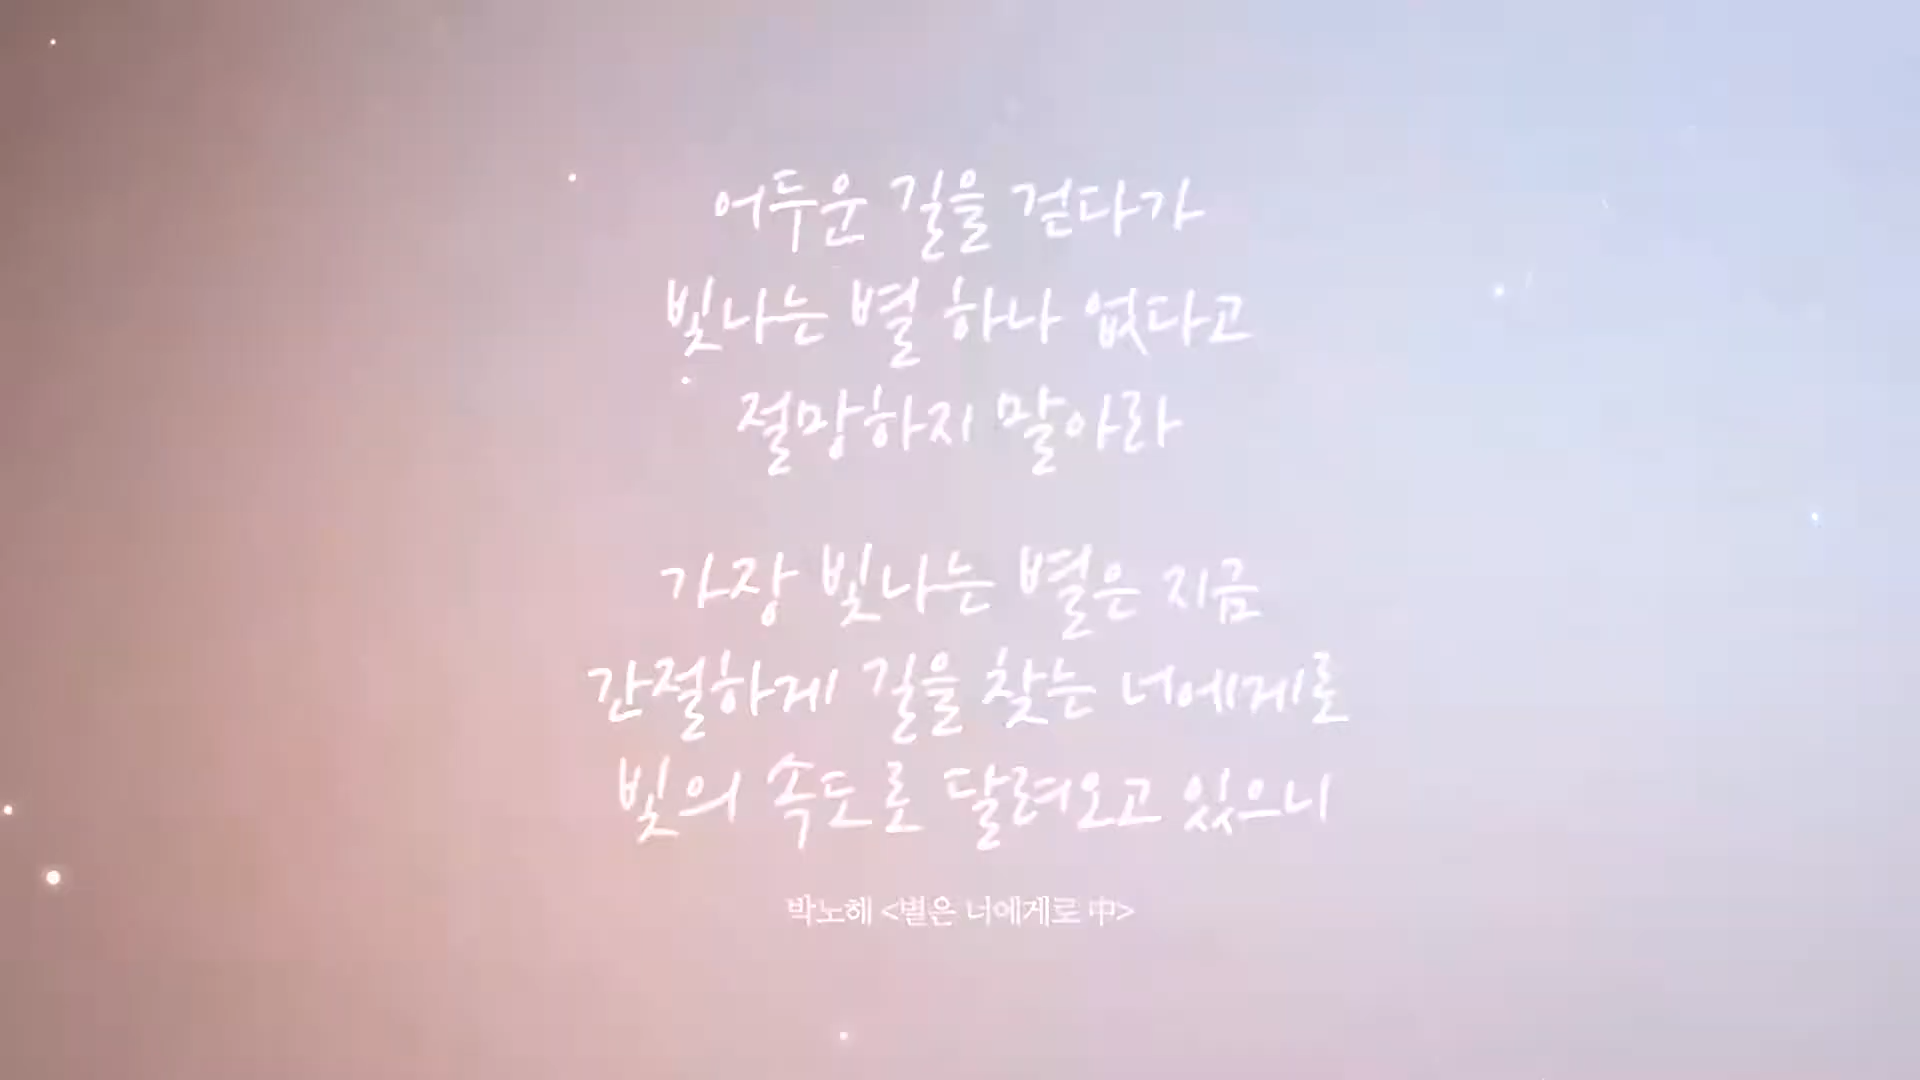 어두운 길을 걷다가
빛나는 별 하나 없다고
절망하지 말아라
가장 빛나는 별은 지금
간절하게 길을 찾는 너에게로
빛의 속도로 달려오고 있으니
박노해 <별은 너에게로 中>